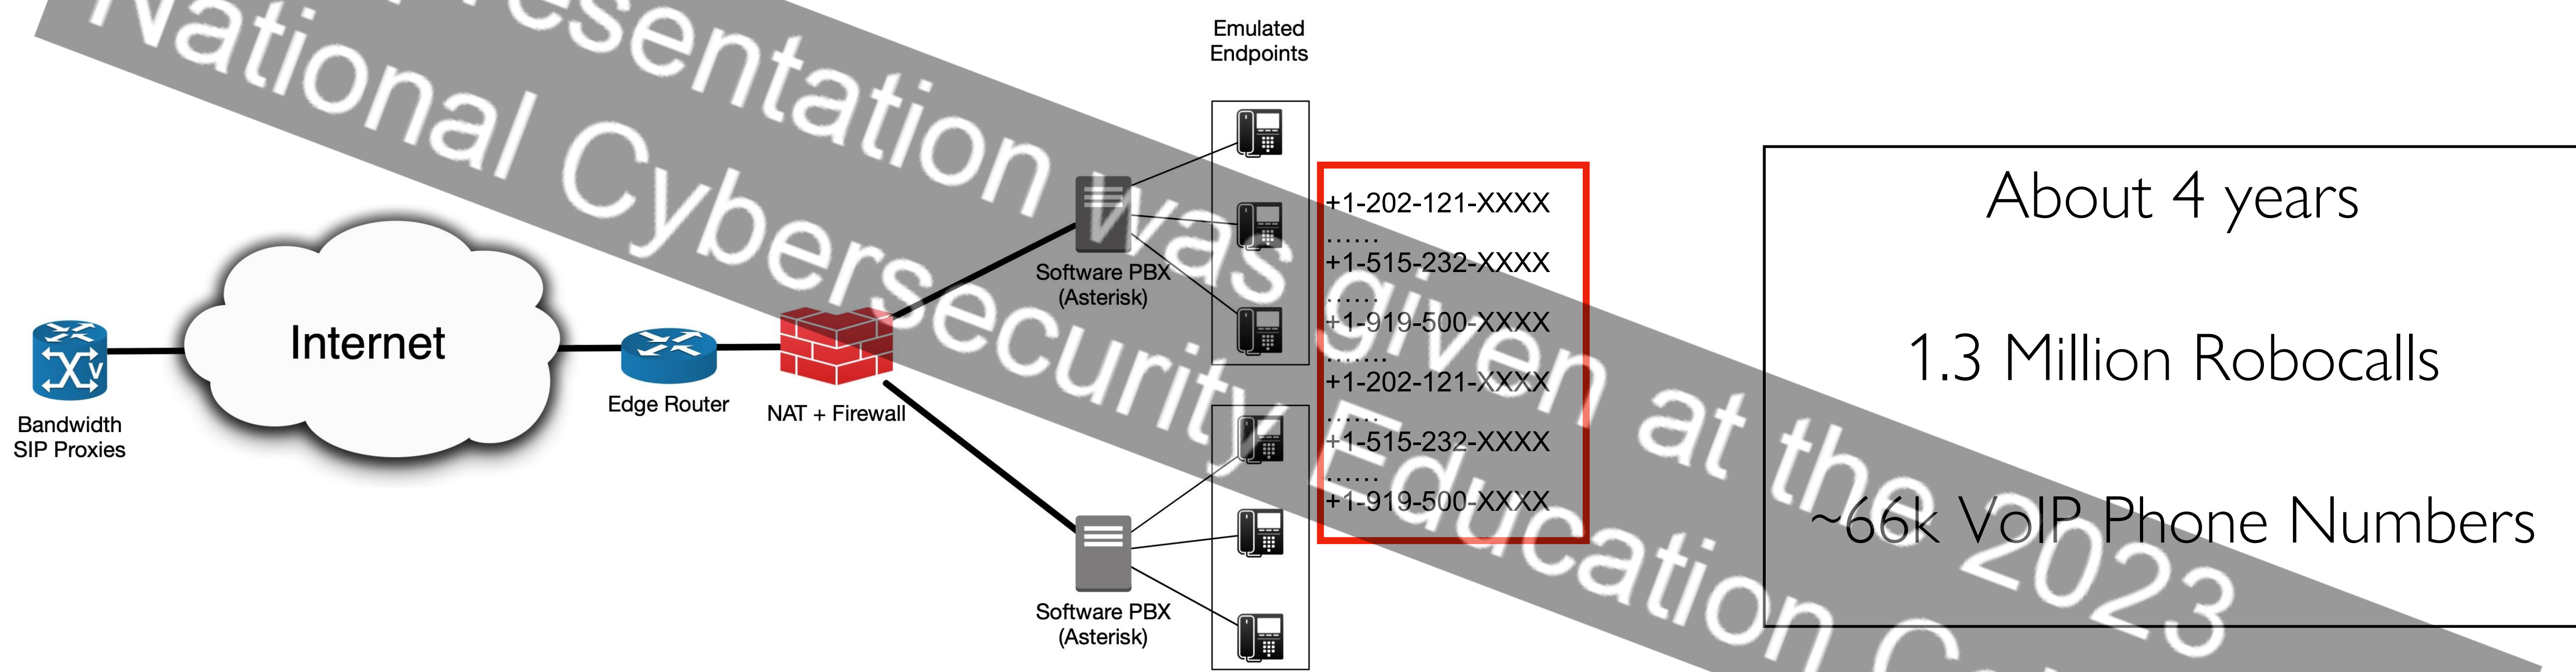 Emulated
Endpoints
Software PBX
(Asterisk)
Internet
Bandwidth
SIP Proxies
Edge Router
NAT + Firewall
Software PBX
(Asterisk)
+1-202-121-XXXX
......
+1-515-232-XXXX
......
+1-919-500-XXXX
.......
+1-202-121-XXXX
......
+1-515-232-XXXX
......
+1-919-500-XXXX
About 4 years
1.3 Million Robocalls
~66k VoIP Phone Numbers
was given at the 2023
National Cybersecurity Education